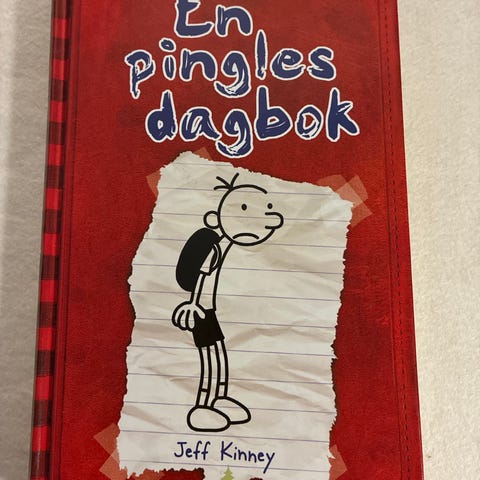 En
pingles
dagbok
Jeff Kinney